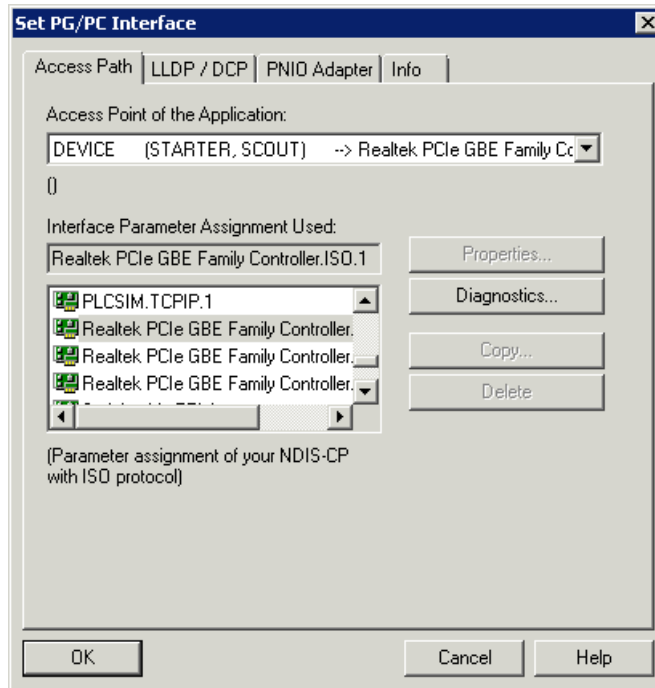 Set PG/PC Interface
Access Path LLDP / DCP PNIO Adapter Info
Access Point of the Application:
DEVICE (STARTER, SCOUT) --> Realtek PCIe GBE Family Cc
()
Interface Parameter Assignment Used:
Realtek PCIe GBE Family Controller.ISO.1
Properties...
PLCSIM.TCPIP.1
Diagnostics...
Realtek PCIe GBE Family Controller.
Realtek PCIe GBE Family Controller.
Copy...
Realtek PCIe GBE Family Controller.
Delete
(Parameter assignment of your NDIS-CP
with ISO protocol)
OK Cancel Help